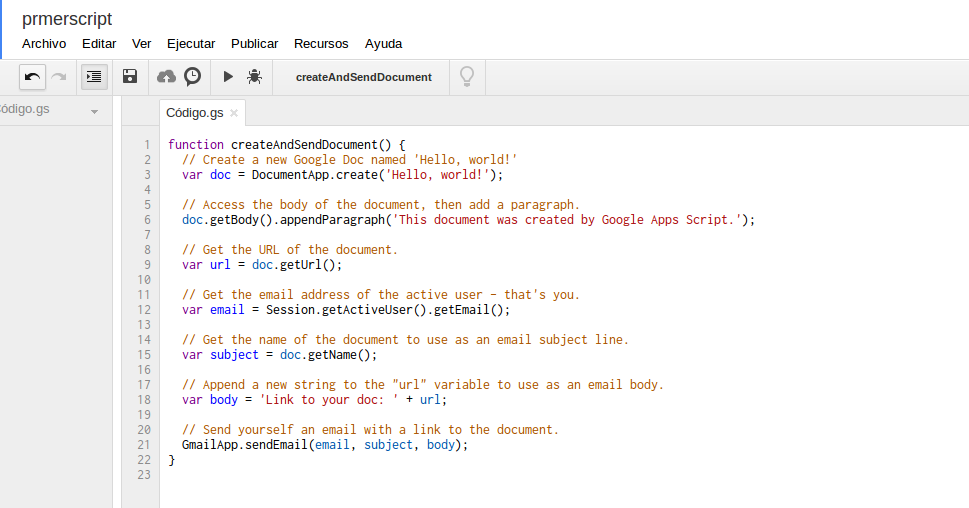 prmerscript
Archivo Editar Ver Ejecutar Publicar Recursos Ayuda
createAndSendDocument
ódigo.gs
Código.gs ×
1 function createAndSendDocument() {
2 // Create a new Google Doc named 'Hello, world!'
3 var doc = DocumentApp.create('Hello, world!');
4
5 // Access the body of the document, then add a paragraph.
6 doc.getBody().appendParagraph('This document was created by Google Apps Script.');
7
8 // Get the URL of the document.
9 var url = doc.getUrl();
10
11 // Get the email address of the active user - that's you.
12 var email = Session.getActiveUser().getEmail();
13
14 // Get the name of the document to use as an email subject line.
15 var subject = doc.getName();
16
17 // Append a new string to the "url" variable to use as an email body.
18 var body = 'Link to your doc: ' + url;
19
20 // Send yourself an email with a link to the document.
21 GmailApp.sendEmail(email, subject, body);
22 }
23